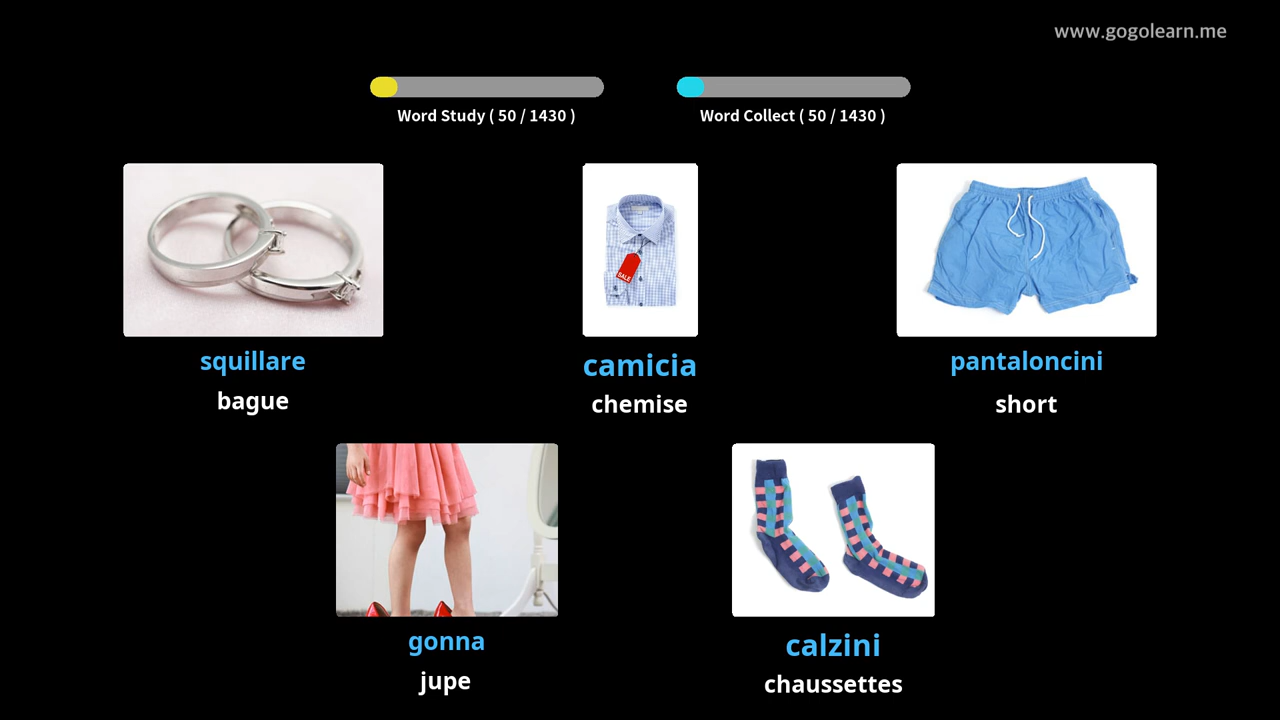 www.gogolearn.me
Word Study ( 50 / 1430 )
Word Collect ( 50 / 1430 )
squillare
bague
camicia
chemise
SALE
pantaloncini
short
gonna
jupe
calzini
chaussettes